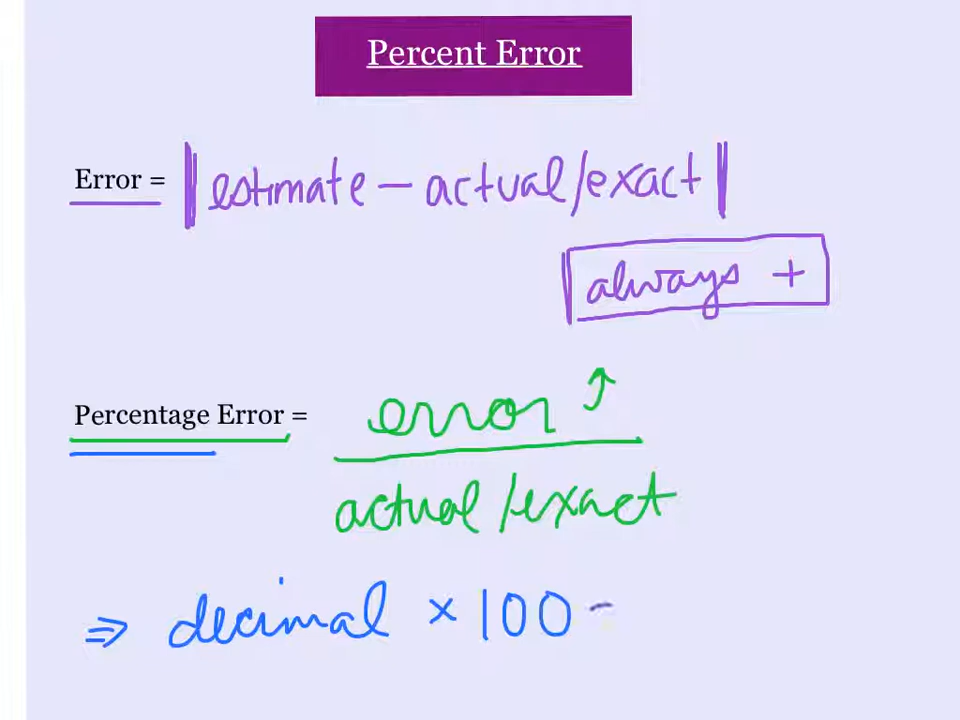 Percent Error
Error = |estimate - actual/exact|
always +
Percentage Error = error
actual/exact
⇒ decimal × 100 -